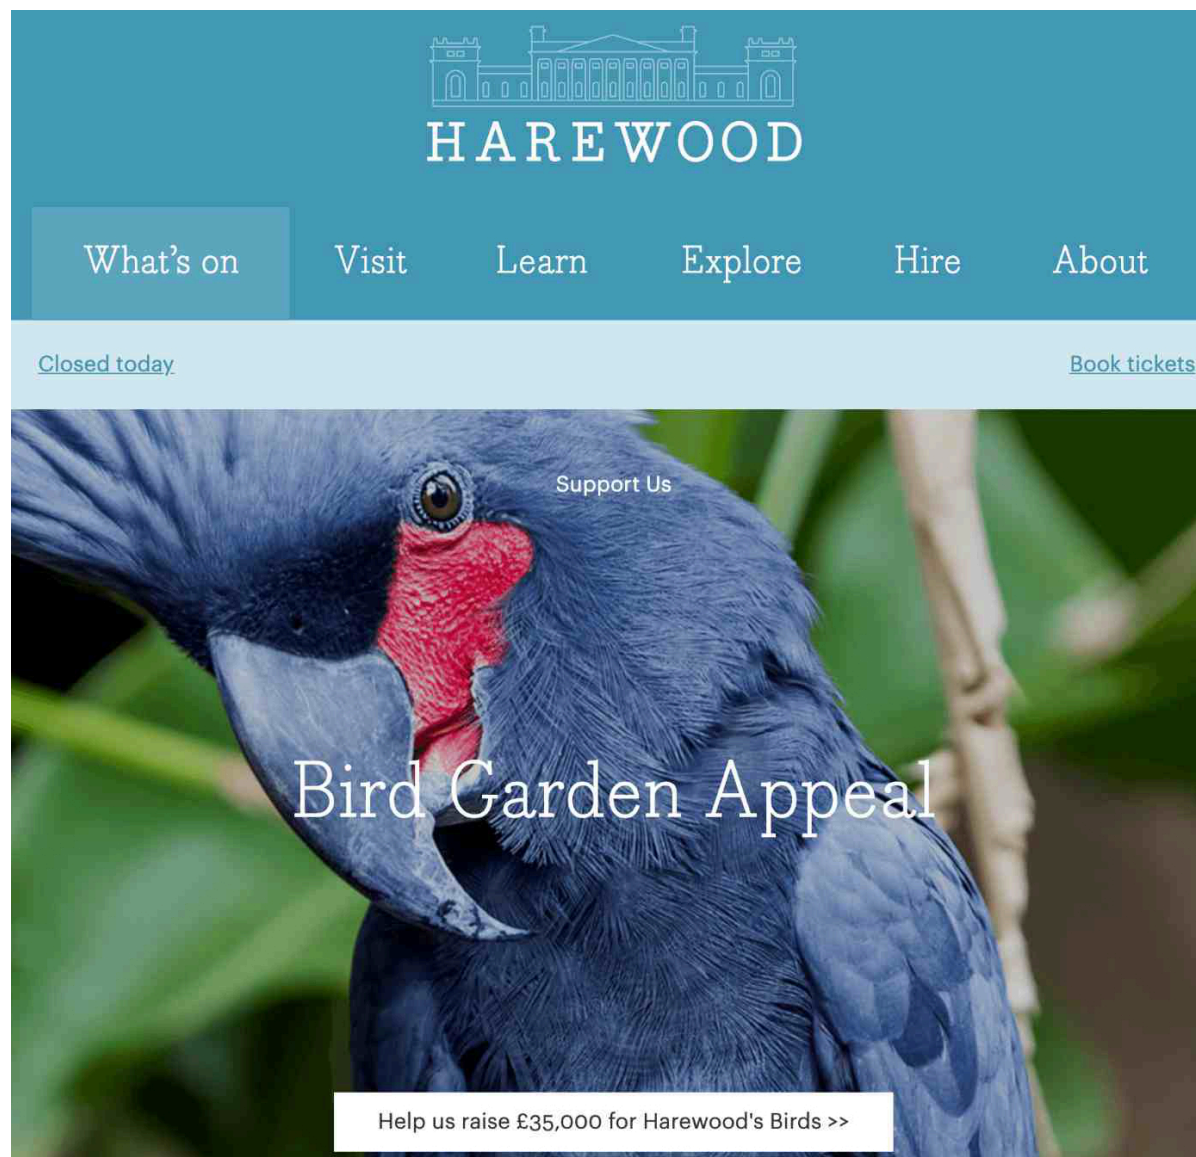 HAREWOOD
What's on Visit Learn Explore Hire About
Closed today Book tickets
Support Us
Bird Garden Appeal
Help us raise £35,000 for Harewood's Birds >>